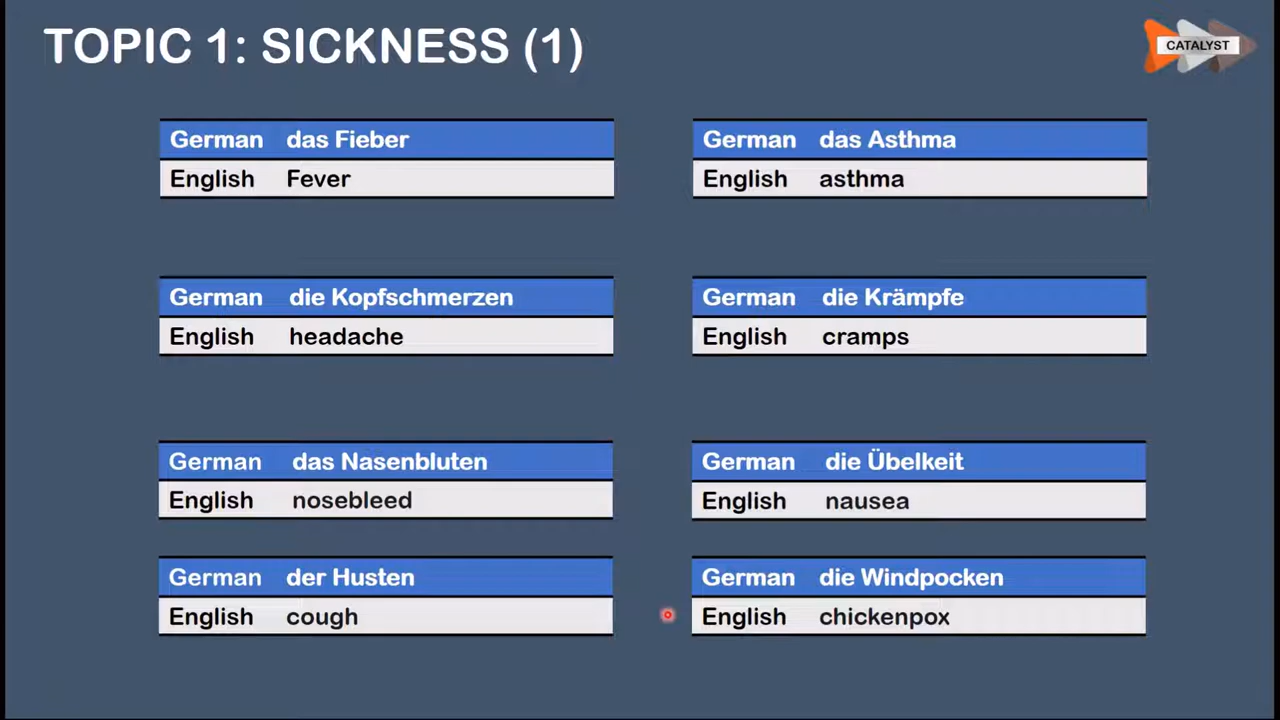 TOPIC 1: SICKNESS (1)
CATALYST
German das Fieber
English Fever
German das Asthma
English asthma
German die Kopfschmerzen
English headache
German die Krämpfe
English cramps
German das Nasenbluten
English nosebleed
German die Übelkeit
English nausea
German der Husten
English cough
German die Windpocken
English chickenpox